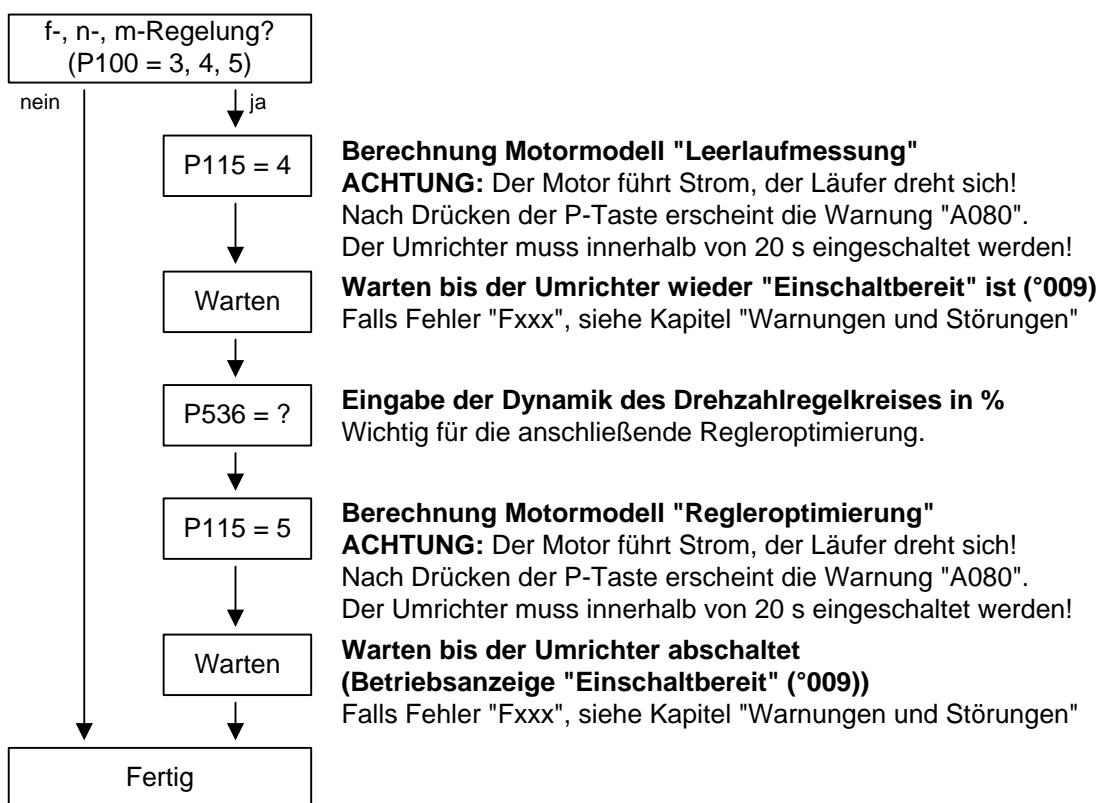 f-, n-, m-Regelung?
(P100 = 3, 4, 5)
nein
ja
P115 = 4
Berechnung Motormodell "Leerlaufmessung"
ACHTUNG: Der Motor führt Strom, der Läufer dreht sich!
Nach Drücken der P-Taste erscheint die Warnung "A080".
Der Umrichter muss innerhalb von 20 s eingeschaltet werden!
Warten
Warten bis der Umrichter wieder "Einschaltbereit" ist (°009)
Falls Fehler "Fxxx", siehe Kapitel "Warnungen und Störungen"
P536 = ?
Eingabe der Dynamik des Drehzahlregelkreises in %
Wichtig für die anschließende Regleroptimierung.
P115 = 5
Berechnung Motormodell "Regleroptimierung"
ACHTUNG: Der Motor führt Strom, der Läufer dreht sich!
Nach Drücken der P-Taste erscheint die Warnung "A080".
Der Umrichter muss innerhalb von 20 s eingeschaltet werden!
Warten
Warten bis der Umrichter abschaltet
(Betriebsanzeige "Einschaltbereit" (°009))
Falls Fehler "Fxxx", siehe Kapitel "Warnungen und Störungen"
Fertig